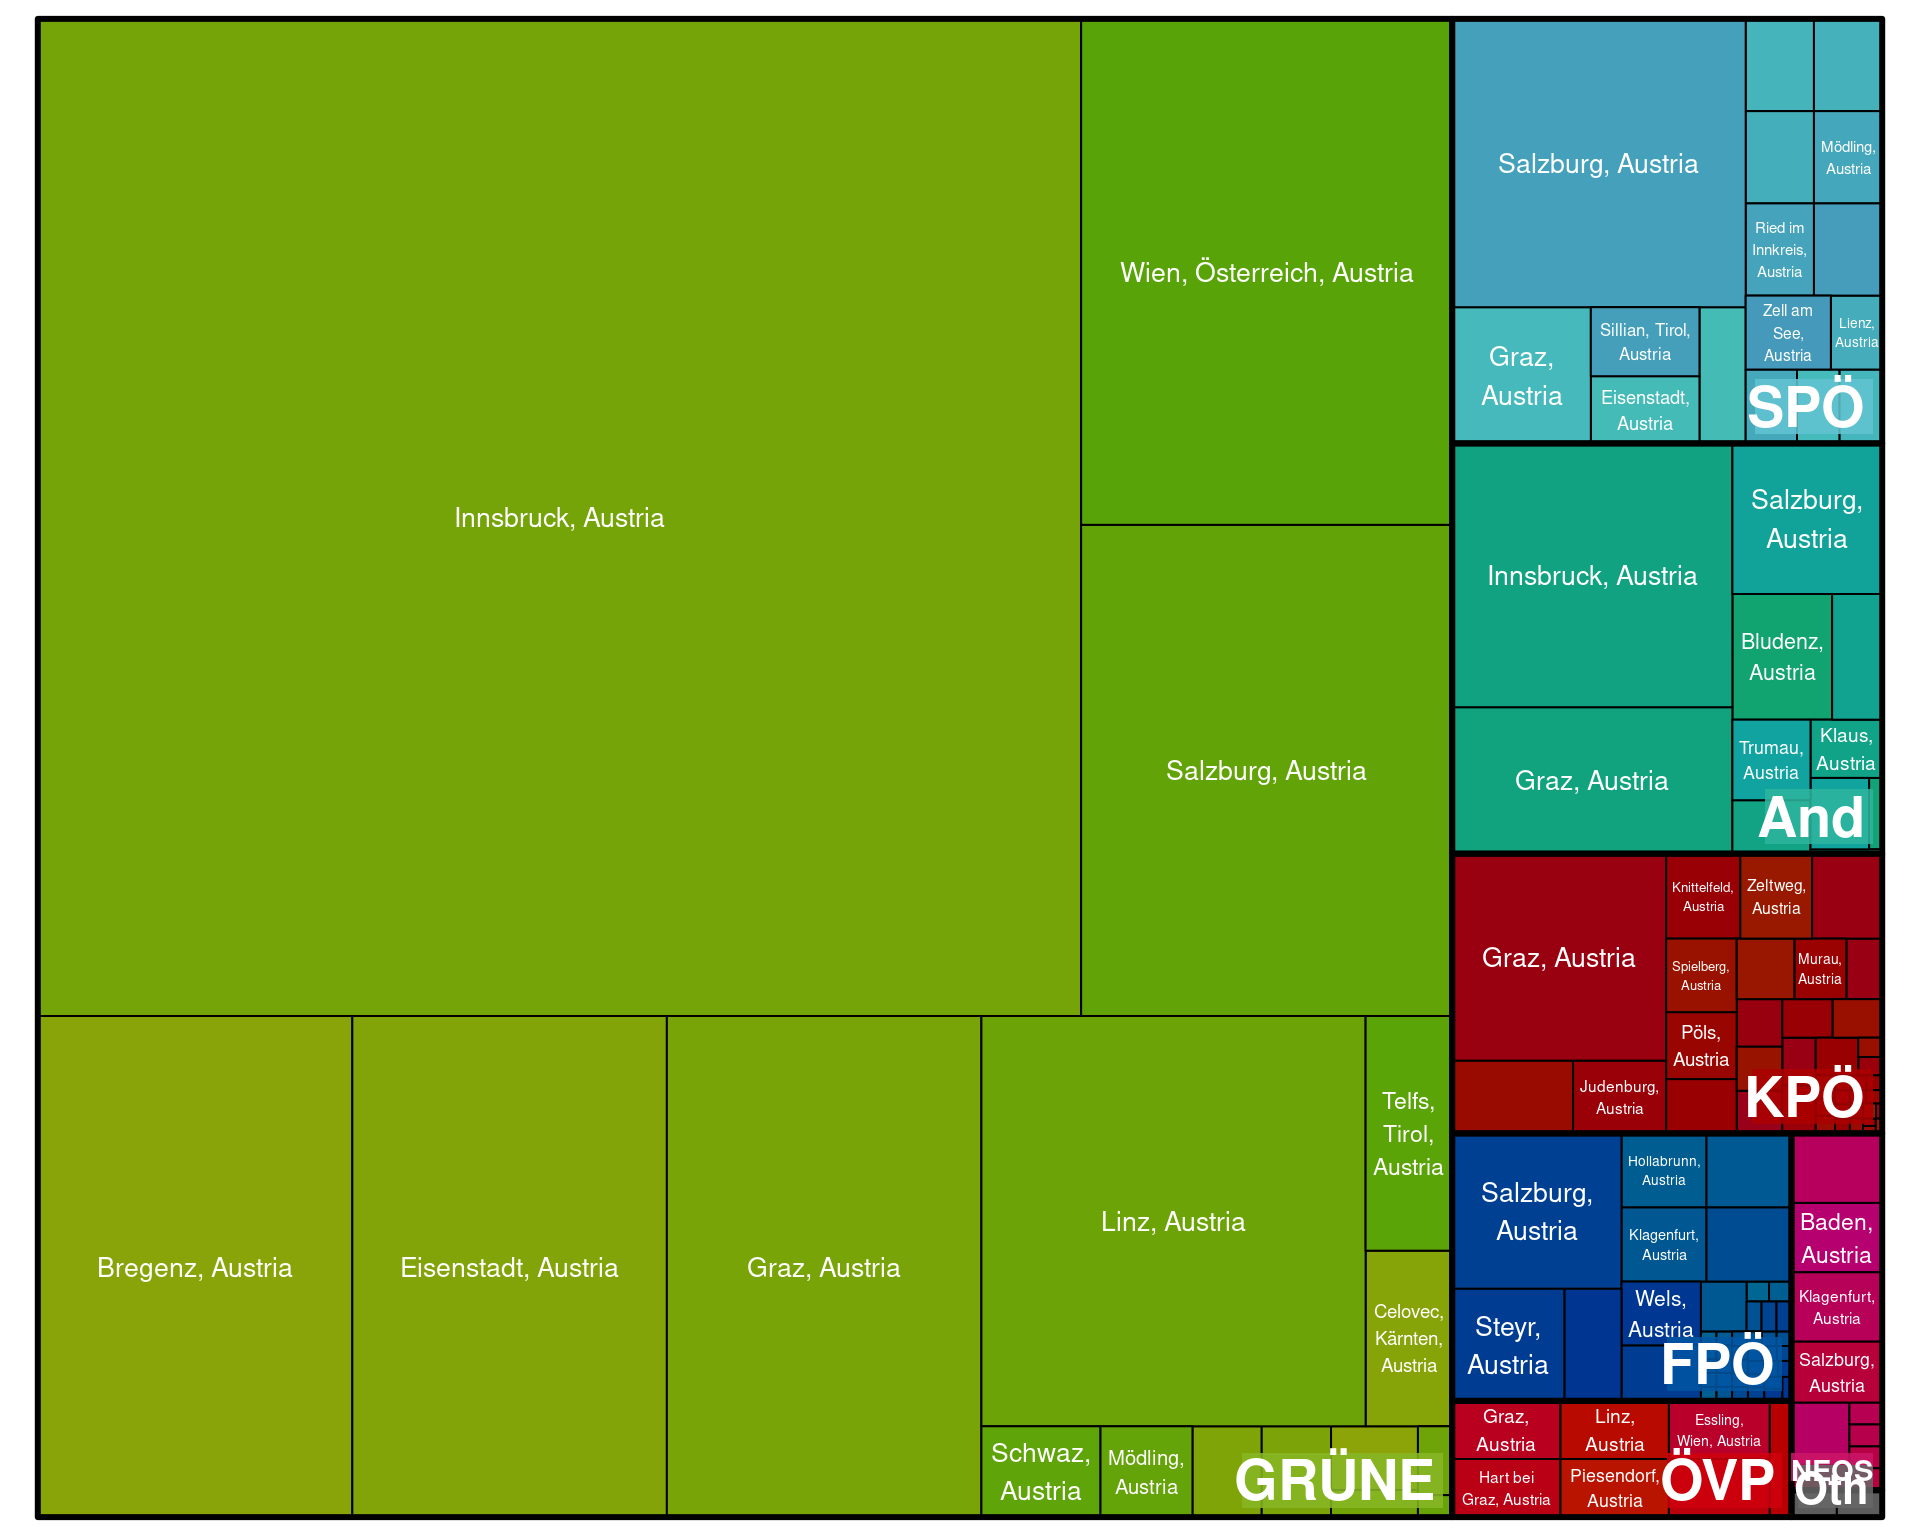 Innsbruck, Austria
Wien, Österreich, Austria
Salzburg, Austria
Bregenz, Austria
Eisenstadt, Austria
Graz, Austria
Linz, Austria
Telfs,
Tirol,
Austria
Celovec,
Kärnten,
Austria
Schwaz,
Austria
Mödling,
Austria
GRÜNE
Salzburg, Austria
Mödling,
Austria
Ried im
Innkreis,
Austria
Zell am
See,
Austria
Lienz,
Austria
Graz,
Austria
Sillian, Tirol,
Austria
Eisenstadt,
Austria
SPÖ
Innsbruck, Austria
Salzburg,
Austria
Bludenz,
Austria
Graz, Austria
Trumau,
Austria
Klaus,
Austria
And
Graz, Austria
Knittelfeld,
Austria
Zeltweg,
Austria
Spielberg,
Austria
Murau,
Austria
Pöls,
Austria
Judenburg,
Austria
KPÖ
Salzburg,
Austria
Hollabrunn,
Austria
Klagenfurt,
Austria
Steyr,
Austria
Wels,
Austria
FPÖ
Baden,
Austria
Klagenfurt,
Austria
Salzburg,
Austria
NEOS
Oth
Graz,
Austria
Linz,
Austria
Essling,
Wien, Austria
Hart bei
Graz, Austria
Piesendorf,
Austria
ÖVP